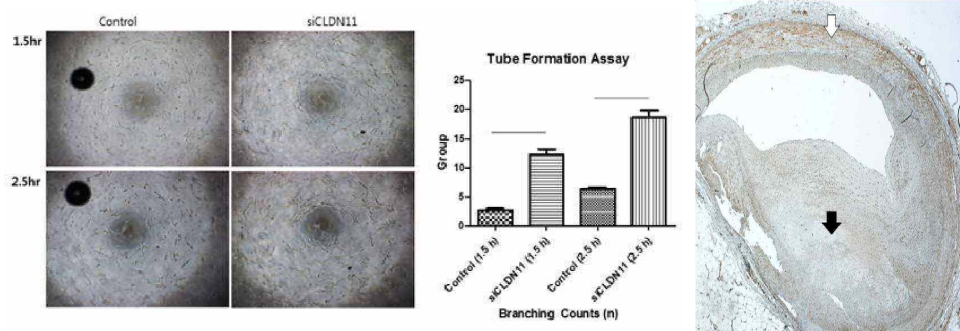 Control siCLDN11
1.5hr
2.5hr
Tube Formation Assay
Group
25
20
15
10
5
0
Control (1.5 h)
siCLDN11 (1.5 h)
Control (2.5 h)
siCLDN11 (2.5 h)
Branching Counts (n)